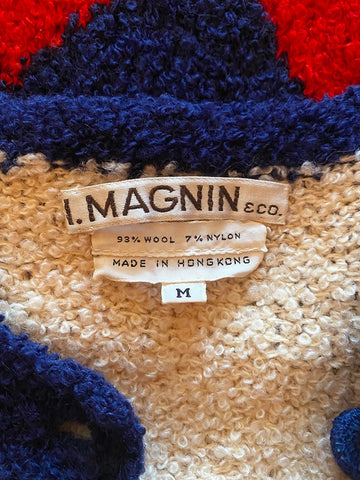 I. MAGNIN & CO.
93% WOOL 7% NYLON
MADE IN HONGKONG
M